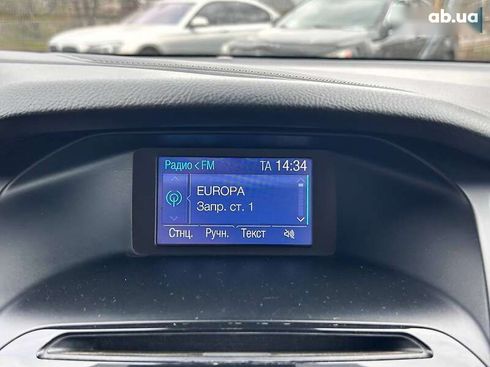 ab.ua
Радио < FM TA 14:34
EUROPA
Запр. ст. 1
Стнц. Ручн. Текст